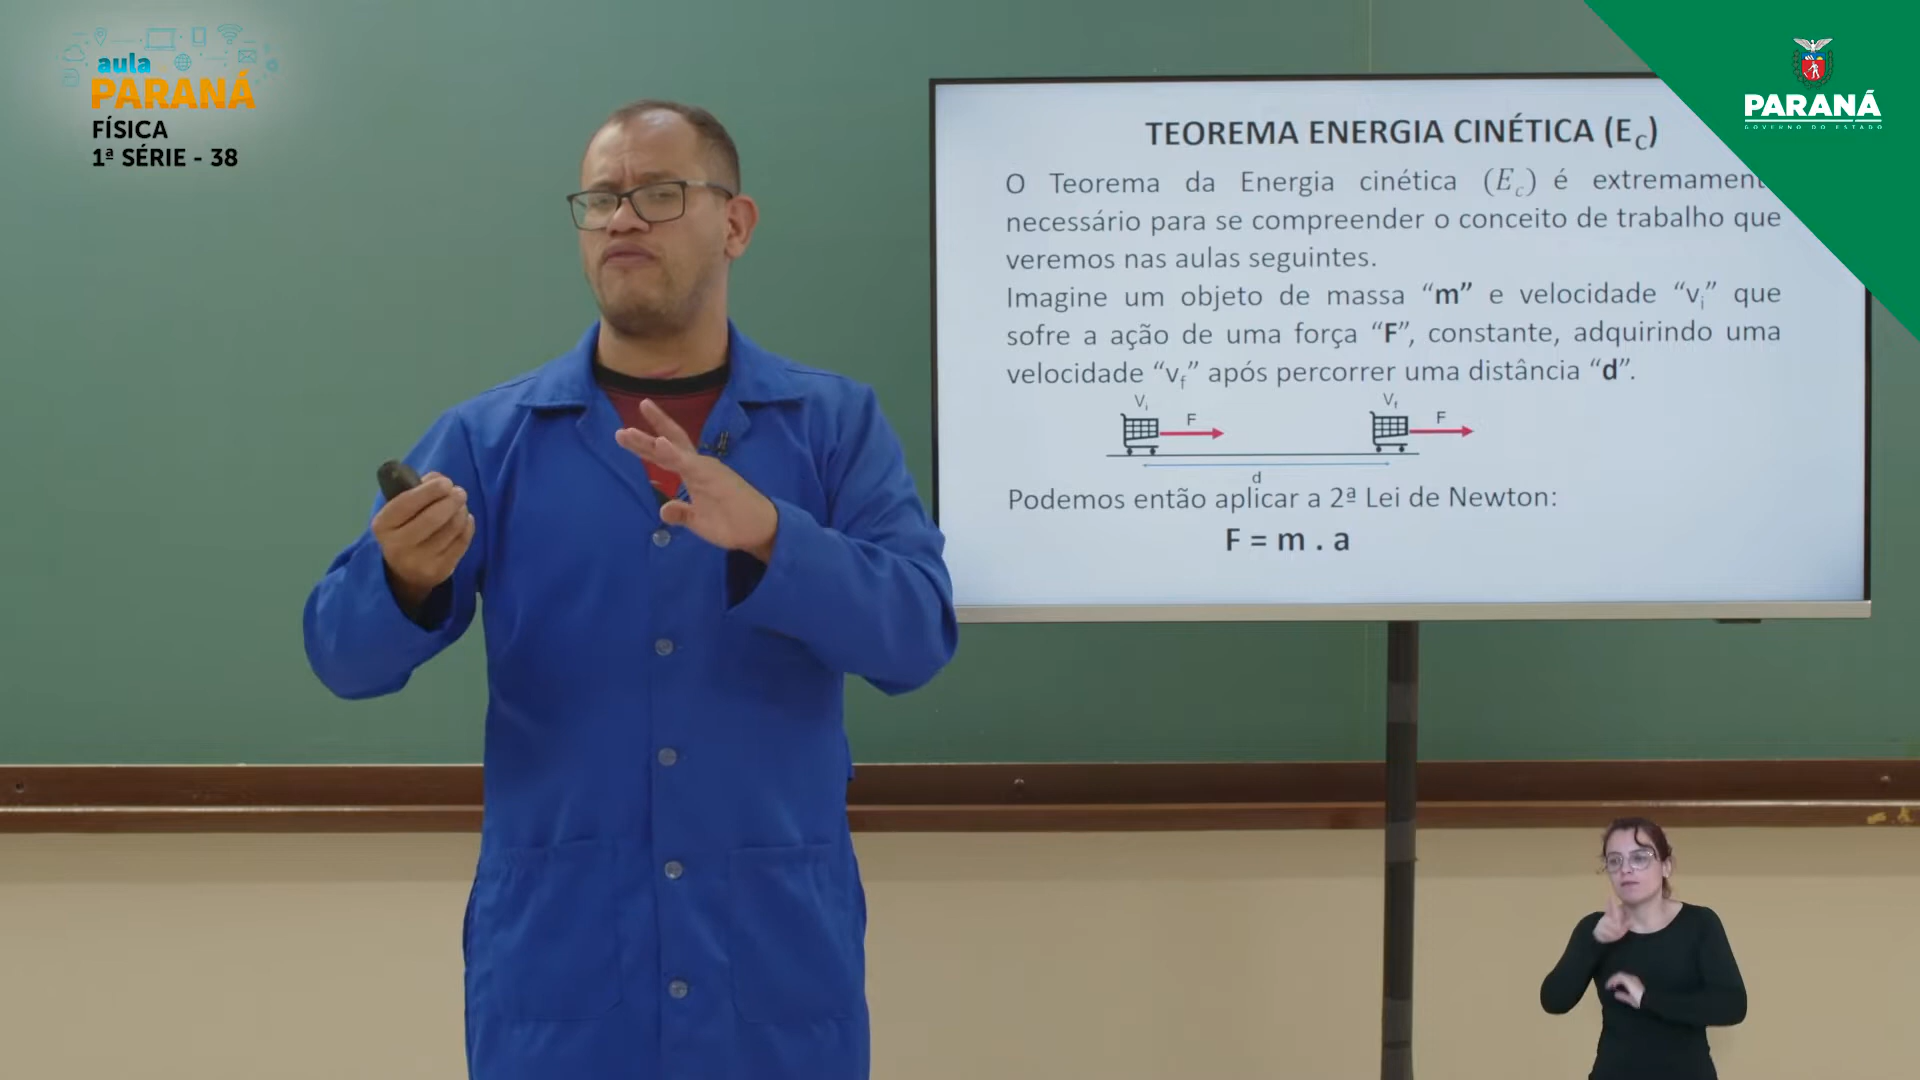 aula
PARANÁ
FÍSICA
1ª SÉRIE - 38
PARANÁ
GOVERNO DO ESTADO
TEOREMA ENERGIA CINÉTICA (EC)
O Teorema da Energia cinética (Ec) é extremament
necessário para se compreender o conceito de trabalho que
veremos nas aulas seguintes.
Imagine um objeto de massa “m” e velocidade “vi” que
sofre a ação de uma força “F”, constante, adquirindo uma
velocidade “vf” após percorrer uma distância “d”.
Vi F Vf F
d
Podemos então aplicar a 2ª Lei de Newton:
F = m . a